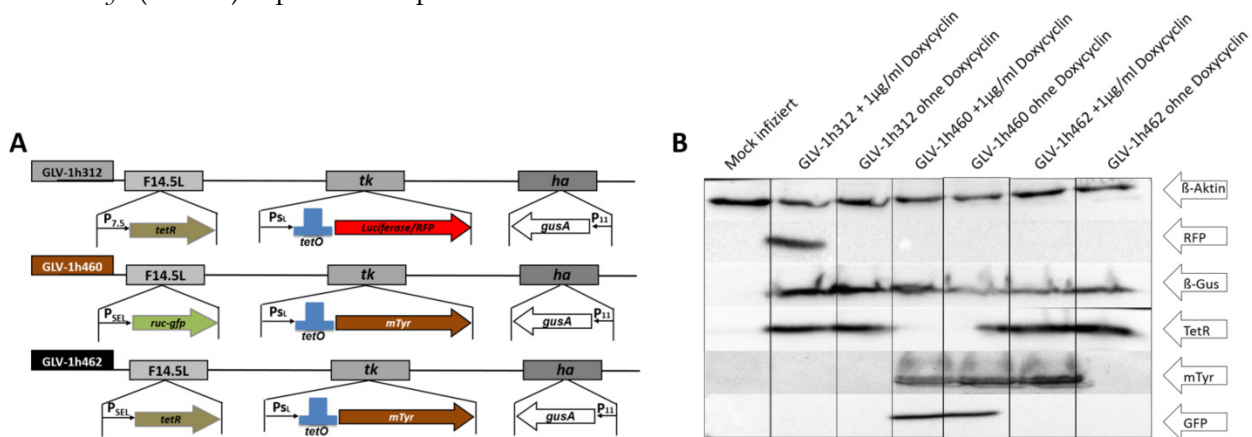 A
GLV-1h312
F14.5L
tk
ha
P7.5
tetR
PsL
tetO
Luciferase/RFP
gusA
P11
GLV-1h460
F14.5L
tk
ha
PSEL
ruc-gfp
PsL
tetO
mTyr
gusA
P11
GLV-1h462
F14.5L
tk
ha
PSEL
tetR
PsL
tetO
mTyr
gusA
P11
B
Mock infiziert
GLV-1h312 + 1µg/ml Doxycyclin
GLV-1h312 ohne Doxycyclin
GLV-1h460 +1µg/ml Doxycyclin
GLV-1h460 ohne Doxycyclin
GLV-1h462 +1µg/ml Doxycyclin
GLV-1h462 ohne Doxycyclin
ß-Aktin
RFP
ß-Gus
TetR
mTyr
GFP